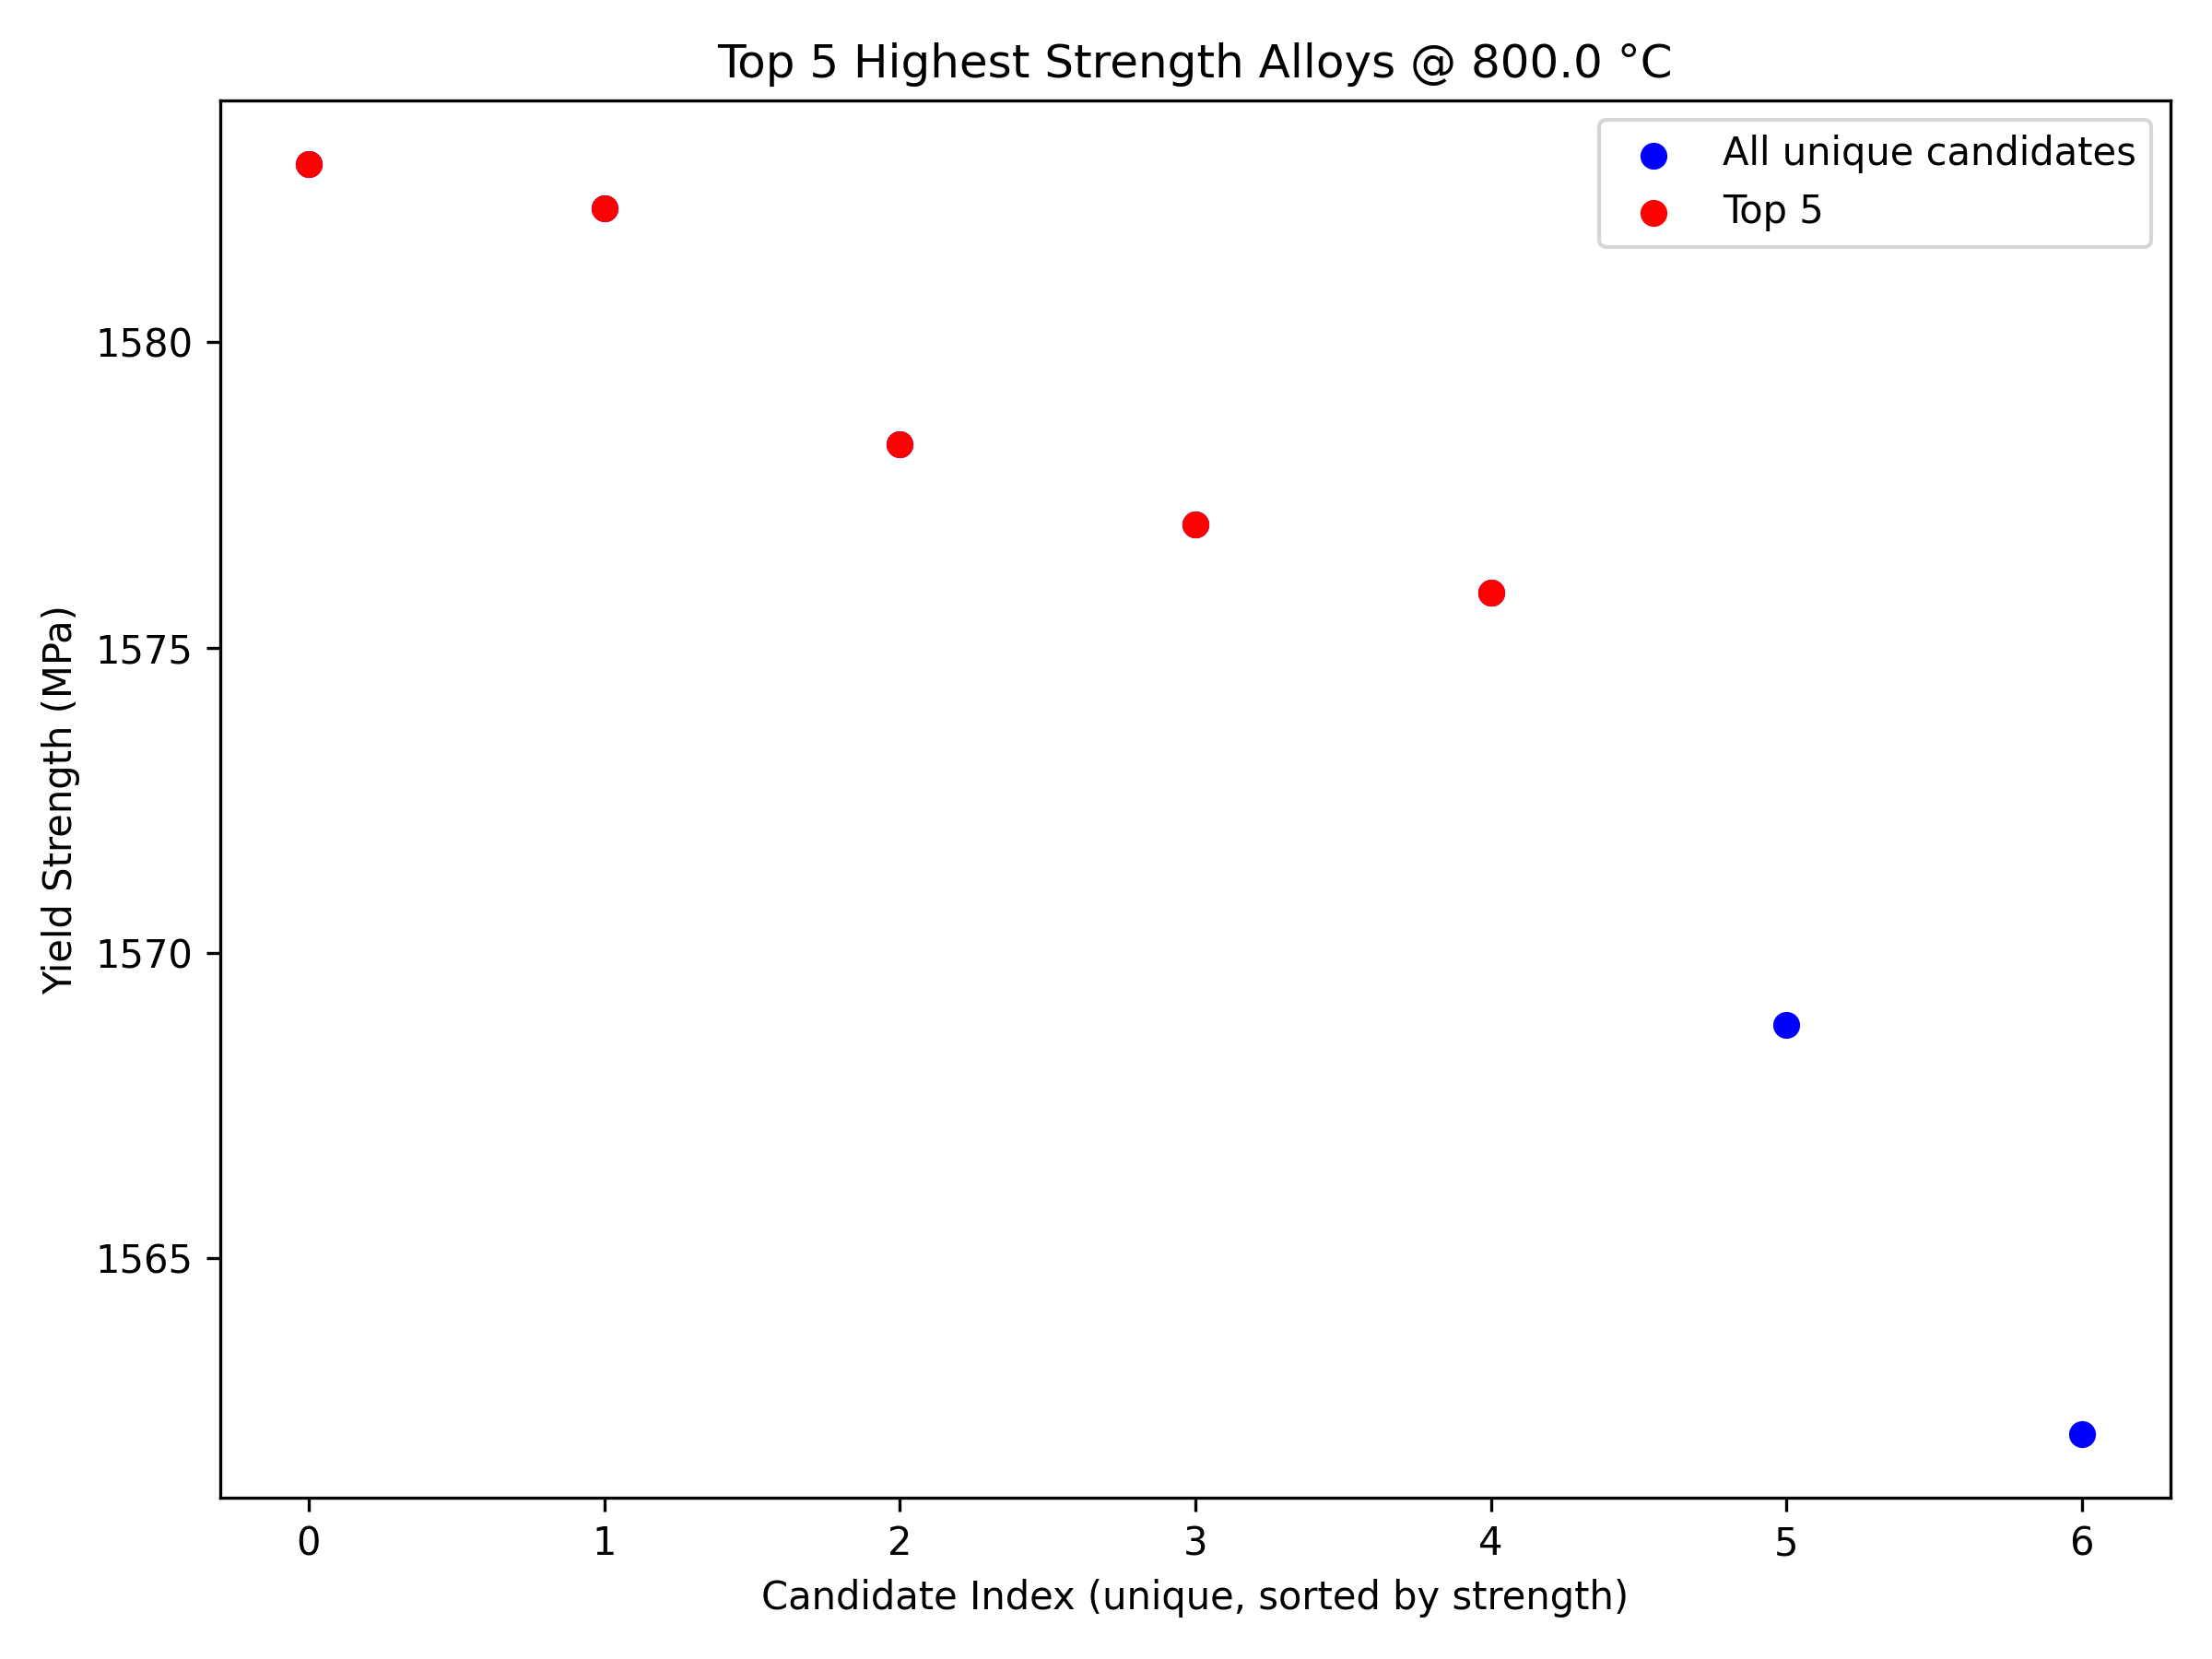 Top 5 Highest Strength Alloys @ 800.0 °C
All unique candidates
Top 5
Yield Strength (MPa)
1580
1575
1570
1565
0 1 2 3 4 5 6
Candidate Index (unique, sorted by strength)